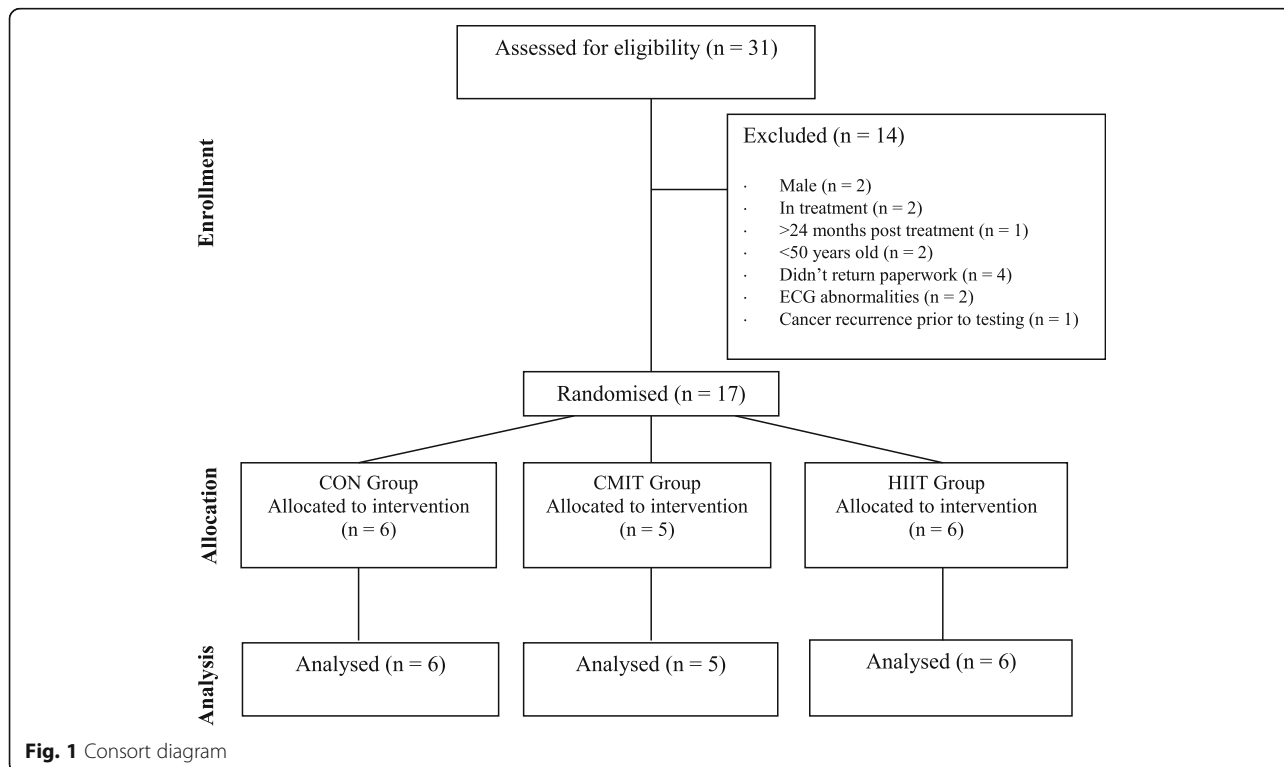 Assessed for eligibility (n = 31)
Enrollment
Excluded (n = 14)
· Male (n = 2)
· In treatment (n = 2)
· >24 months post treatment (n = 1)
· <50 years old (n = 2)
· Didn't return paperwork (n = 4)
· ECG abnormalities (n = 2)
· Cancer recurrence prior to testing (n = 1)
Randomised (n = 17)
Allocation
CON Group
Allocated to intervention
(n = 6)
CMIT Group
Allocated to intervention
(n = 5)
HIIT Group
Allocated to intervention
(n = 6)
Analysis
Analysed (n = 6)
Analysed (n = 5)
Analysed (n = 6)
Fig. 1 Consort diagram